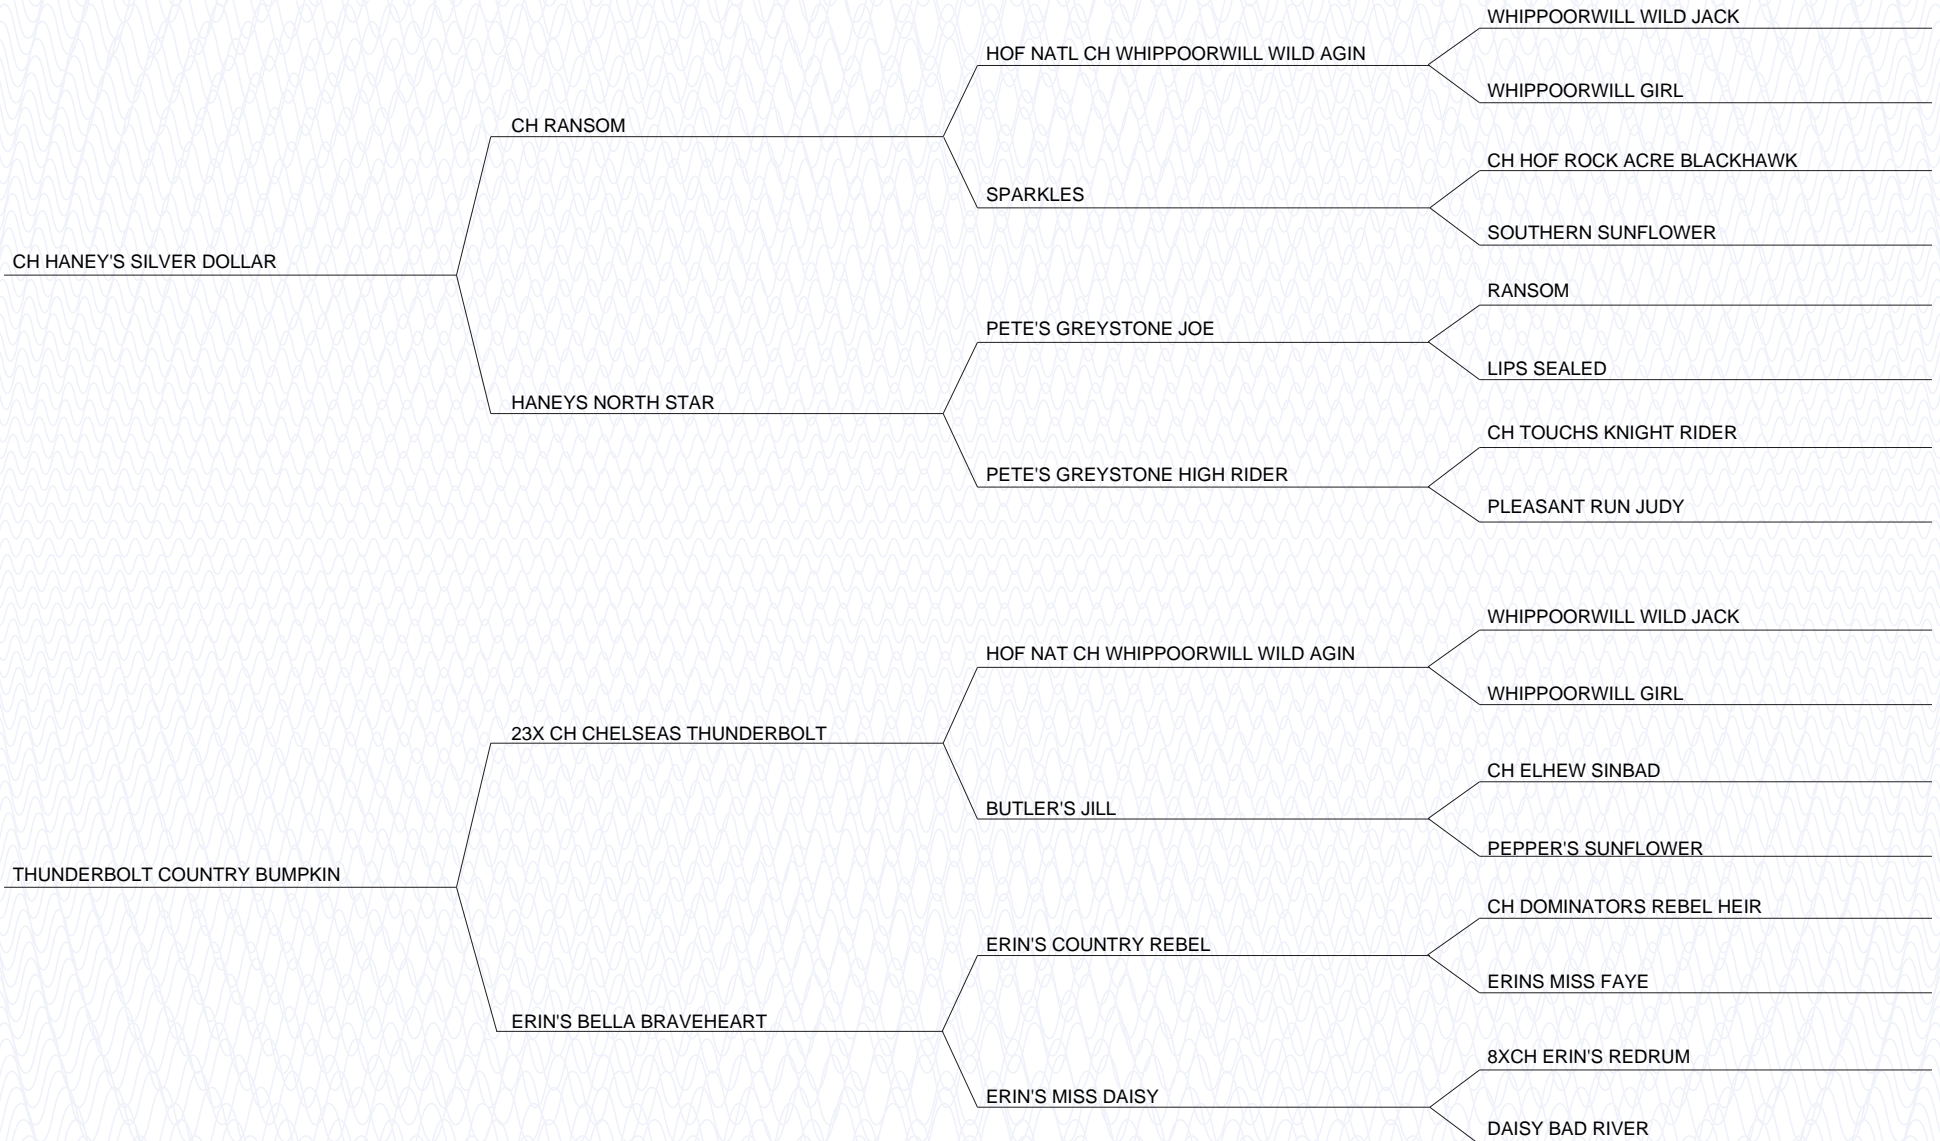 WHIPPOORWILL WILD JACK
HOF NATL CH WHIPPOORWILL WILD AGIN
WHIPPOORWILL GIRL
CH RANSOM
CH HOF ROCK ACRE BLACKHAWK
SPARKLES
SOUTHERN SUNFLOWER
CH HANEY'S SILVER DOLLAR
RANSOM
PETE'S GREYSTONE JOE
LIPS SEALED
HANEYS NORTH STAR
CH TOUCHS KNIGHT RIDER
PETE'S GREYSTONE HIGH RIDER
PLEASANT RUN JUDY
WHIPPOORWILL WILD JACK
HOF NAT CH WHIPPOORWILL WILD AGIN
WHIPPOORWILL GIRL
23X CH CHELSEAS THUNDERBOLT
CH ELHEW SINBAD
BUTLER'S JILL
PEPPER'S SUNFLOWER
THUNDERBOLT COUNTRY BUMPKIN
CH DOMINATORS REBEL HEIR
ERIN'S COUNTRY REBEL
ERINS MISS FAYE
ERIN'S BELLA BRAVEHEART
8XCH ERIN'S REDRUM
ERIN'S MISS DAISY
DAISY BAD RIVER